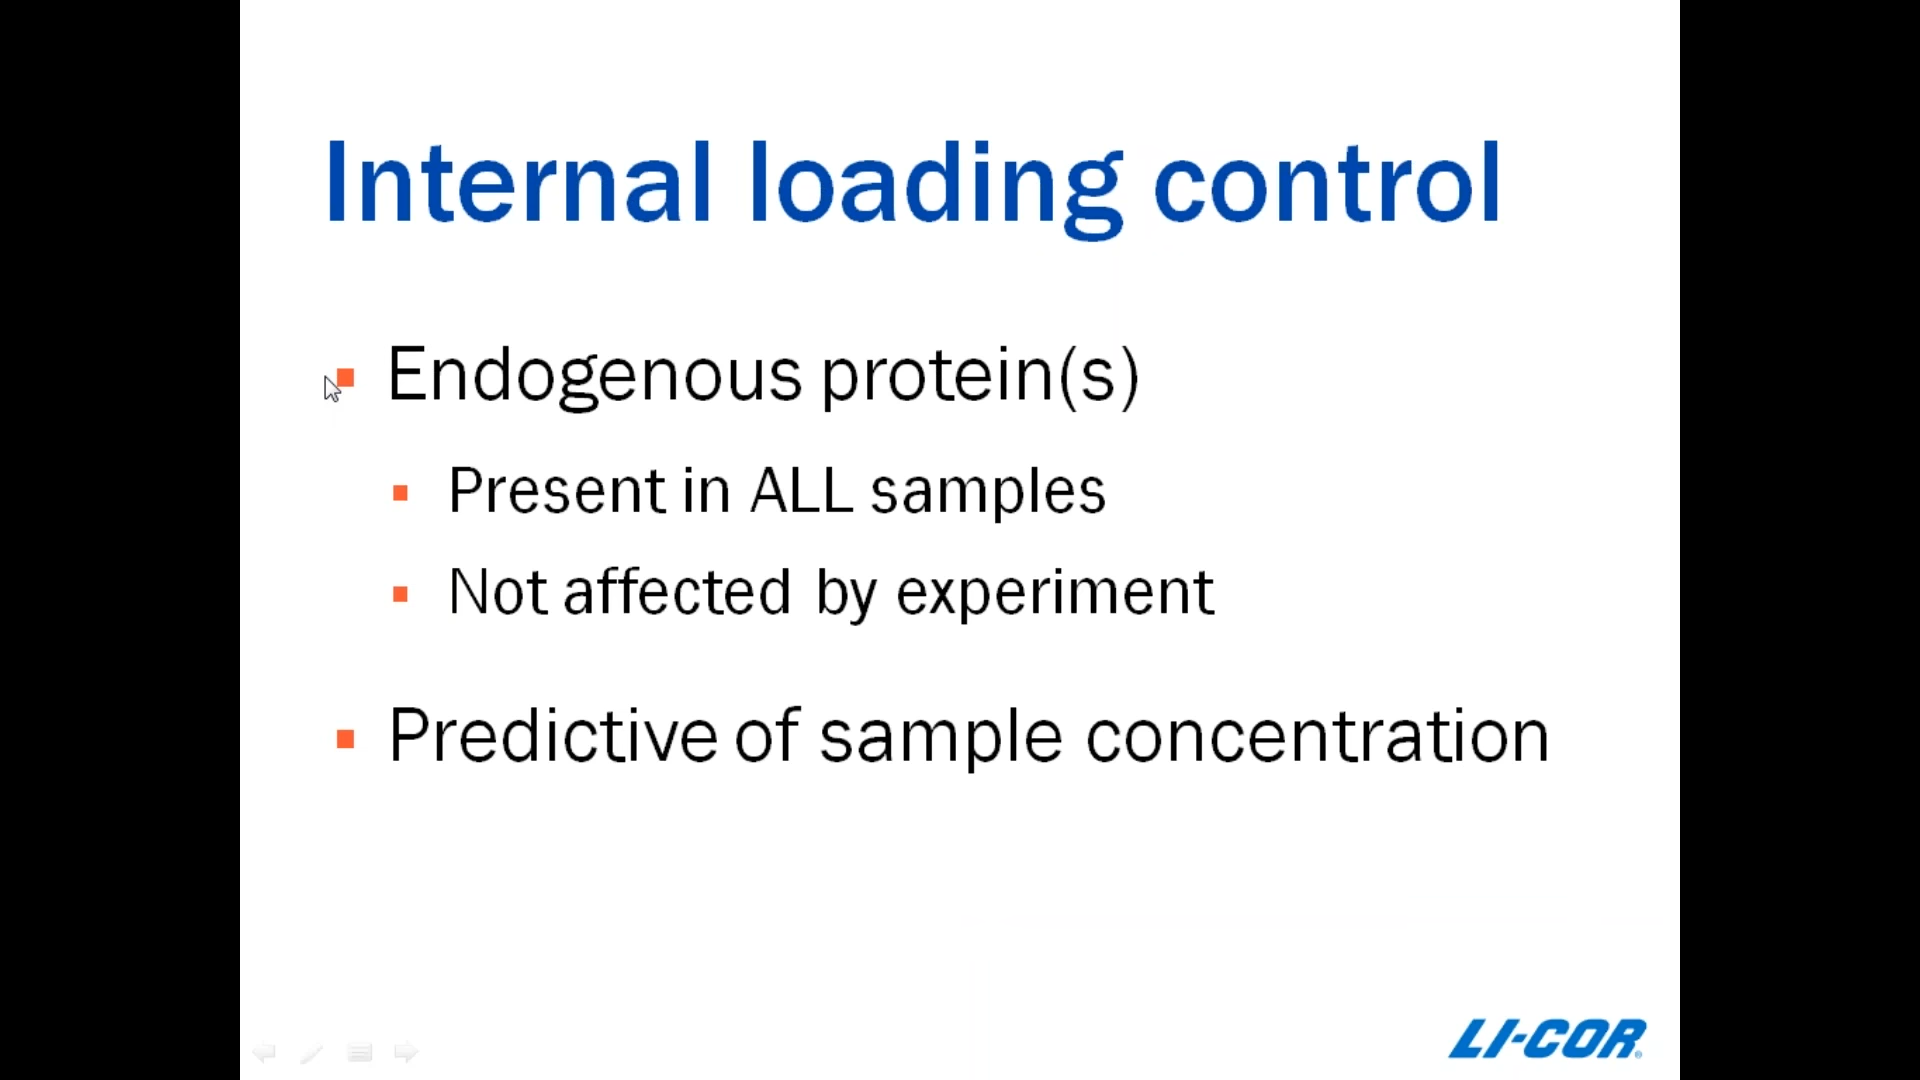 Internal loading control
Endogenous protein(s)
Present in ALL samples
Not affected by experiment
Predictive of sample concentration
LI-COR®